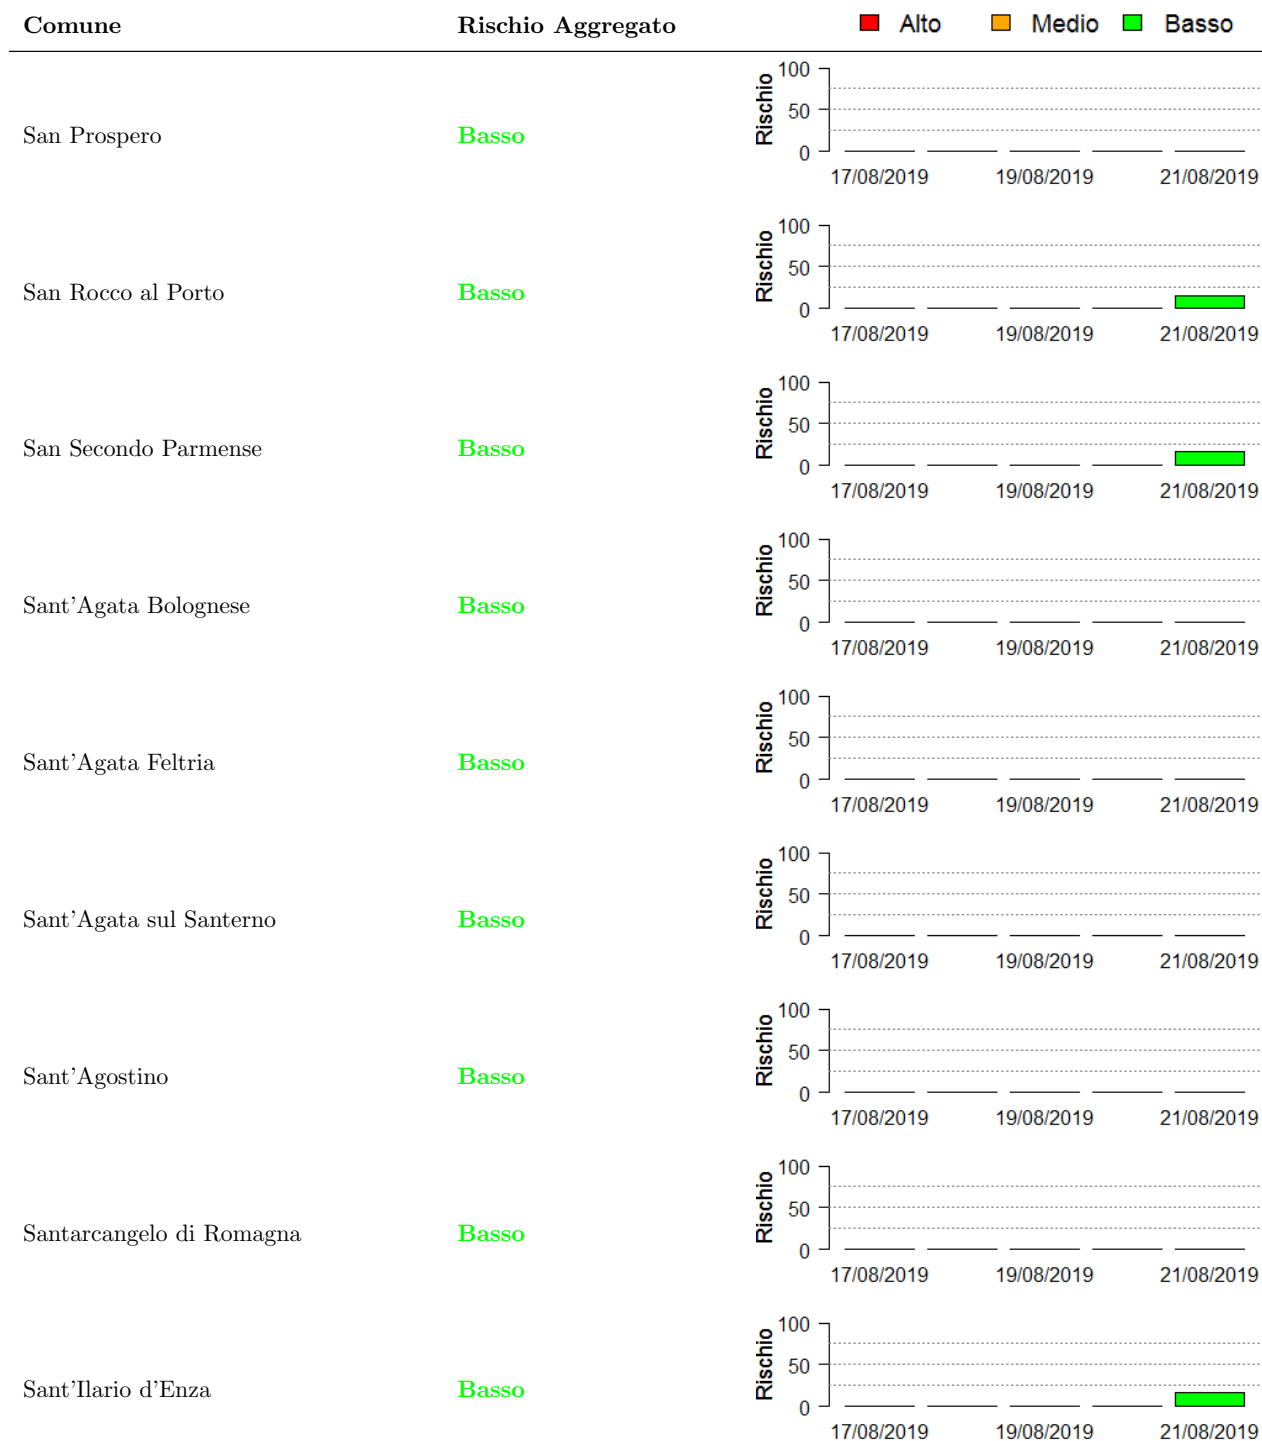 Comune Rischio Aggregato Alto Medio Basso
100
50
0
Rischio
San Prospero Basso
17/08/2019 19/08/2019 21/08/2019
100
50
0
Rischio
San Rocco al Porto Basso
17/08/2019 19/08/2019 21/08/2019
100
50
0
Rischio
San Secondo Parmense Basso
17/08/2019 19/08/2019 21/08/2019
100
50
0
Rischio
Sant'Agata Bolognese Basso
17/08/2019 19/08/2019 21/08/2019
100
50
0
Rischio
Sant'Agata Feltria Basso
17/08/2019 19/08/2019 21/08/2019
100
50
0
Rischio
Sant'Agata sul Santerno Basso
17/08/2019 19/08/2019 21/08/2019
100
50
0
Rischio
Sant'Agostino Basso
17/08/2019 19/08/2019 21/08/2019
100
50
0
Rischio
Santarcangelo di Romagna Basso
17/08/2019 19/08/2019 21/08/2019
100
50
0
Rischio
Sant'Ilario d'Enza Basso
17/08/2019 19/08/2019 21/08/2019